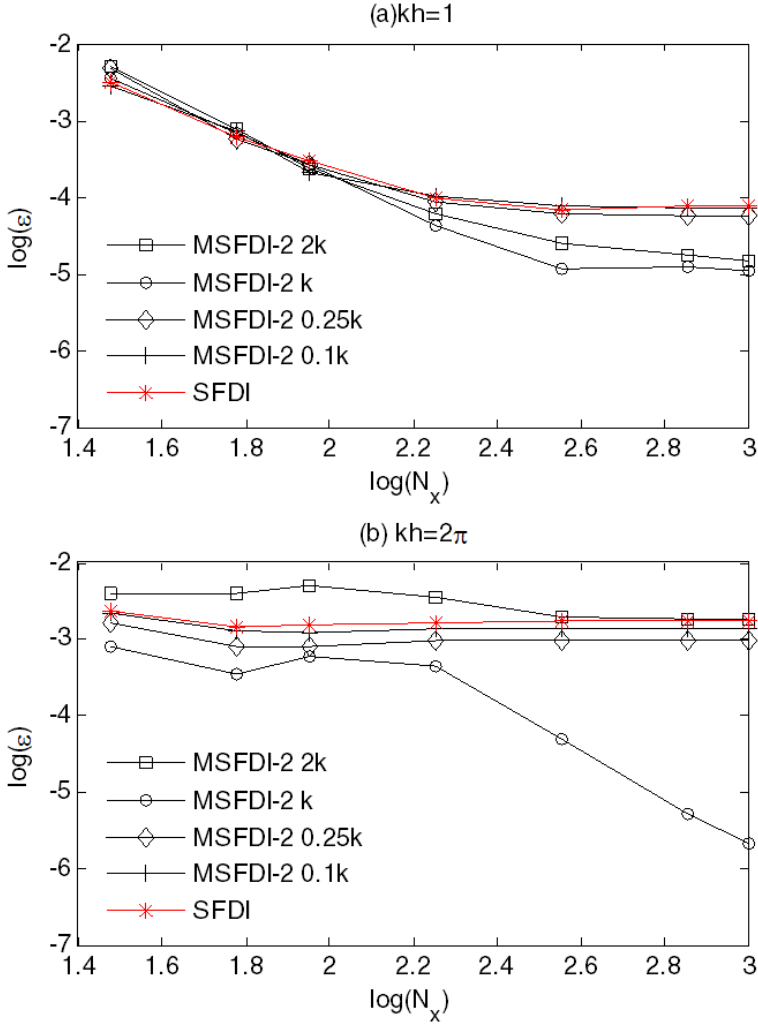 (a)kh=1
-2
-3
-4
-5
-6
-7
log(ε)
MSFDI-2 2k
MSFDI-2 k
MSFDI-2 0.25k
MSFDI-2 0.1k
SFDI
1.4 1.6 1.8 2 2.2 2.4 2.6 2.8 3
log(N_x)
(b) kh=2π
-2
-3
-4
-5
-6
-7
log(ε)
MSFDI-2 2k
MSFDI-2 k
MSFDI-2 0.25k
MSFDI-2 0.1k
SFDI
1.4 1.6 1.8 2 2.2 2.4 2.6 2.8 3
log(N_x)